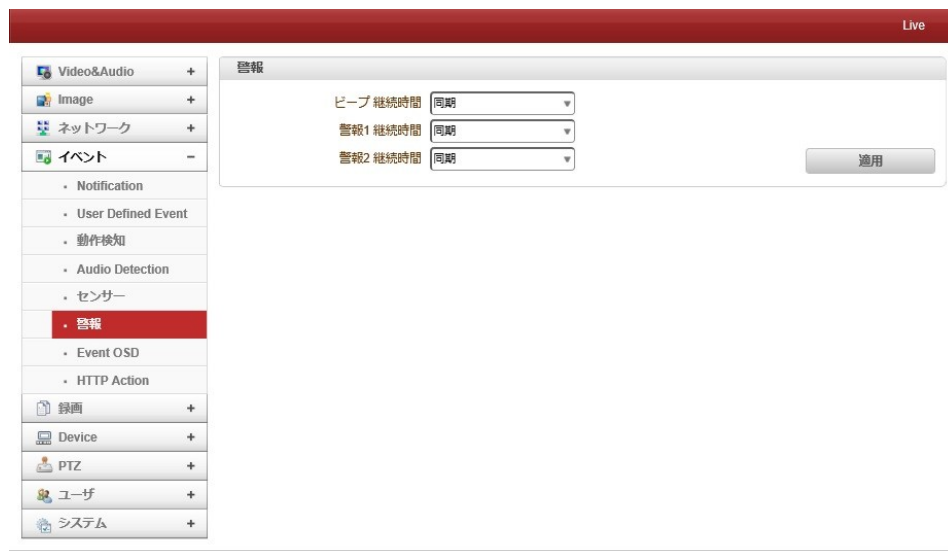 Live
Video&Audio +
Image +
ネットワーク +
イベント -
• Notification
• User Defined Event
• 動作検知
• Audio Detection
• センサー
• 警報
• Event OSD
• HTTP Action
録画 +
Device +
PTZ +
ユーザ +
システム +
警報
ビープ 継続時間 同期
警報1 継続時間 同期
警報2 継続時間 同期
適用